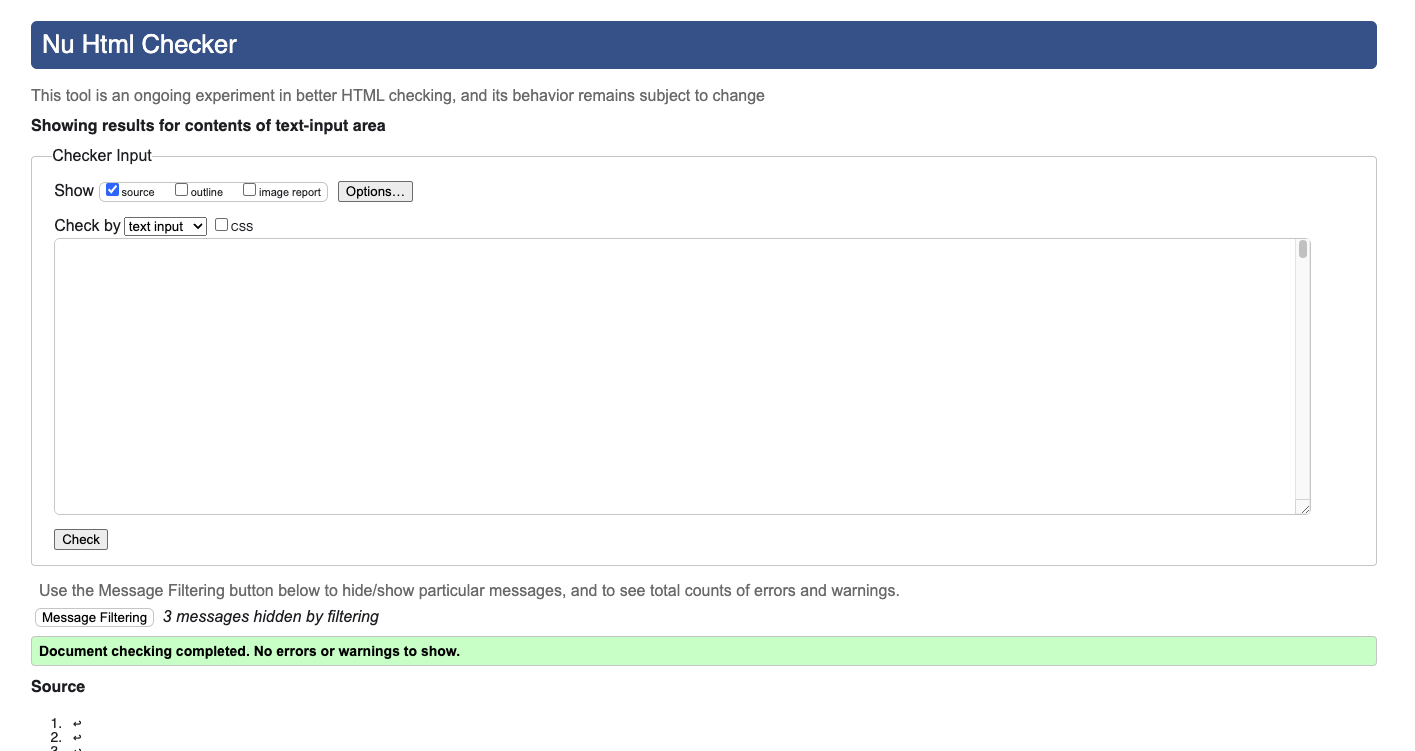 Nu Html Checker
This tool is an ongoing experiment in better HTML checking, and its behavior remains subject to change
Showing results for contents of text-input area
Checker Input
Show source outline image report Options…
Check by text input CSS
Check
Use the Message Filtering button below to hide/show particular messages, and to see total counts of errors and warnings.
Message Filtering 3 messages hidden by filtering
Document checking completed. No errors or warnings to show.
Source
1. ↩
2. ↩
3. ↩